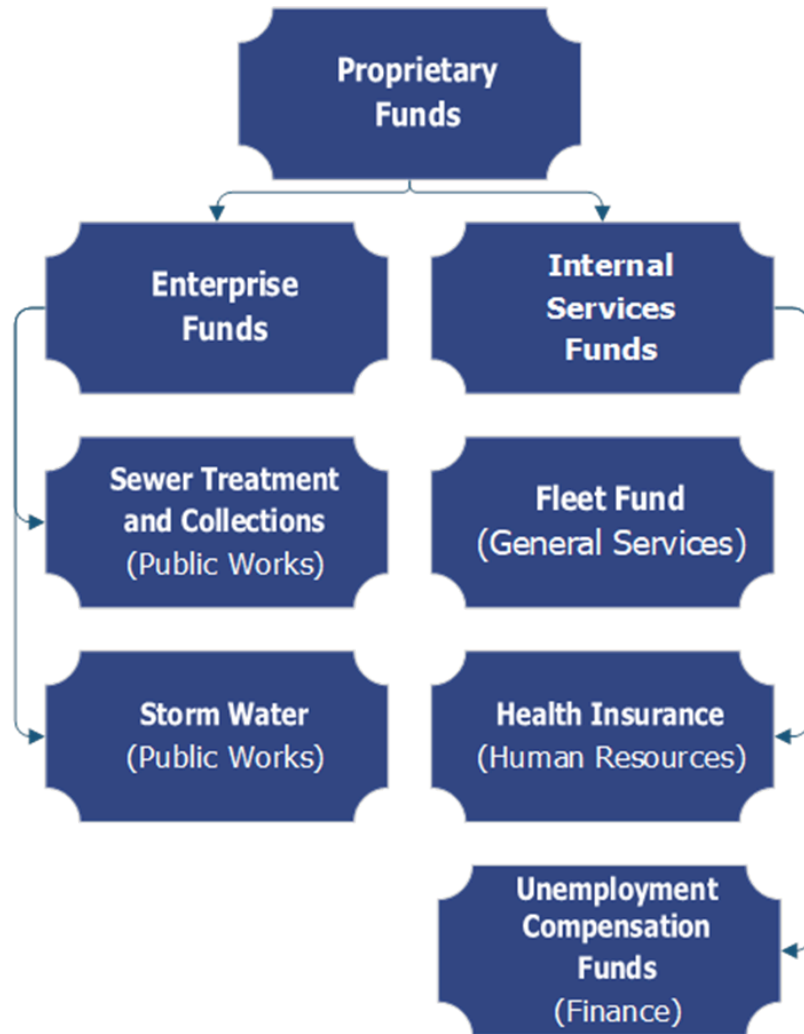 Proprietary
Funds
Enterprise
Funds
Internal
Services
Funds
Sewer Treatment
and Collections
(Public Works)
Fleet Fund
(General Services)
Storm Water
(Public Works)
Health Insurance
(Human Resources)
Unemployment
Compensation
Funds
(Finance)